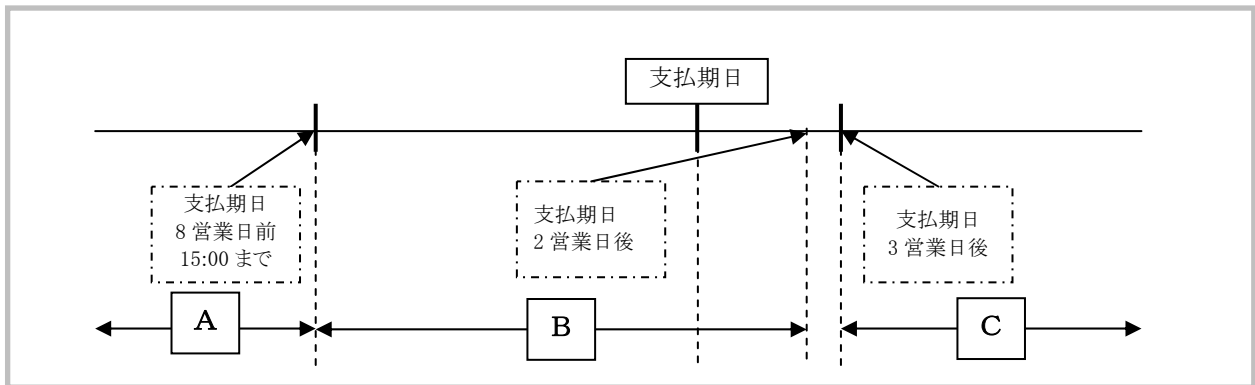 支払期日
支払期日
8 営業日前
15:00 まで
支払期日
2 営業日後
支払期日
3 営業日後
A
B
C